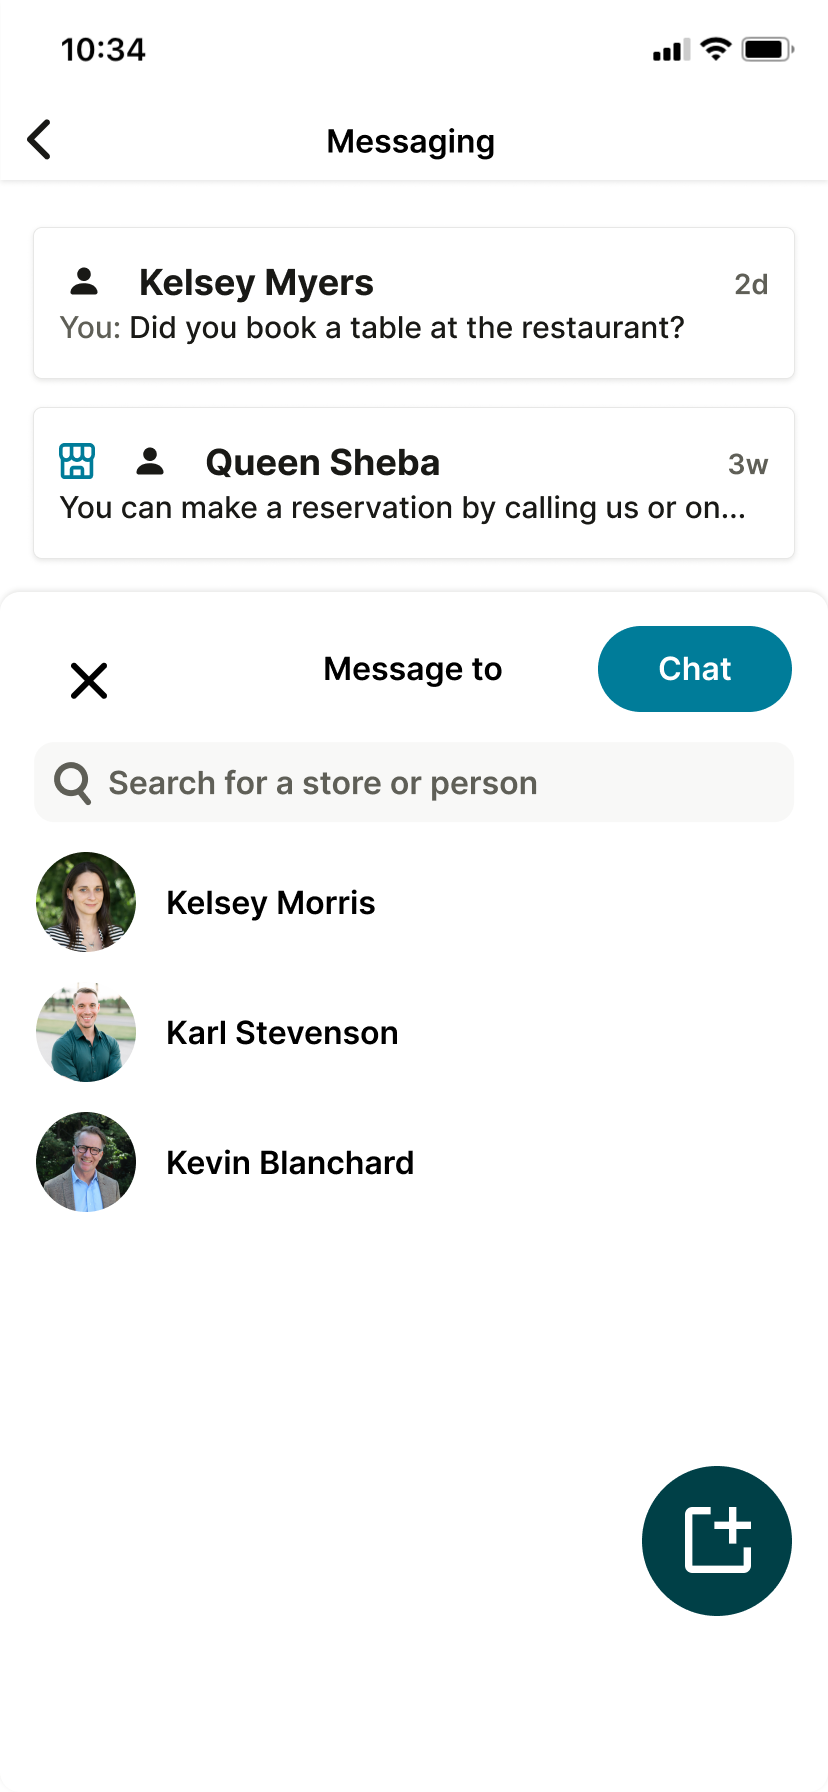 10:34
Messaging
Kelsey Myers 2d
You: Did you book a table at the restaurant?
Queen Sheba 3w
You can make a reservation by calling us or on...
Message to Chat
Search for a store or person
Kelsey Morris
Karl Stevenson
Kevin Blanchard